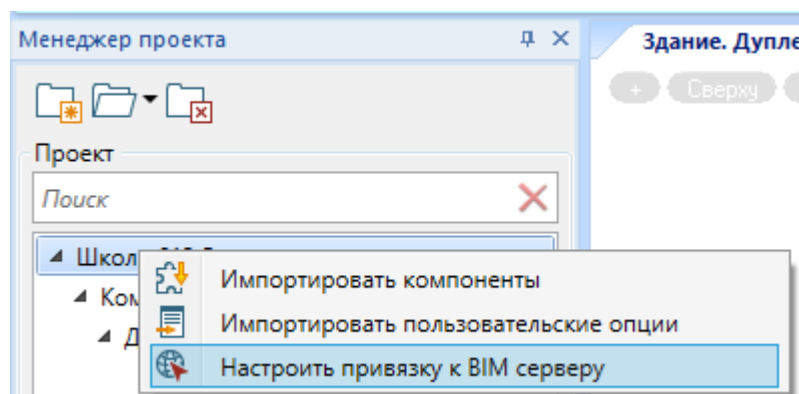 Менеджер проекта
Здание. Дупле
+ Сверху
Проект
Поиск
Импортировать компоненты
Импортировать пользовательские опции
Настроить привязку к BIM серверу